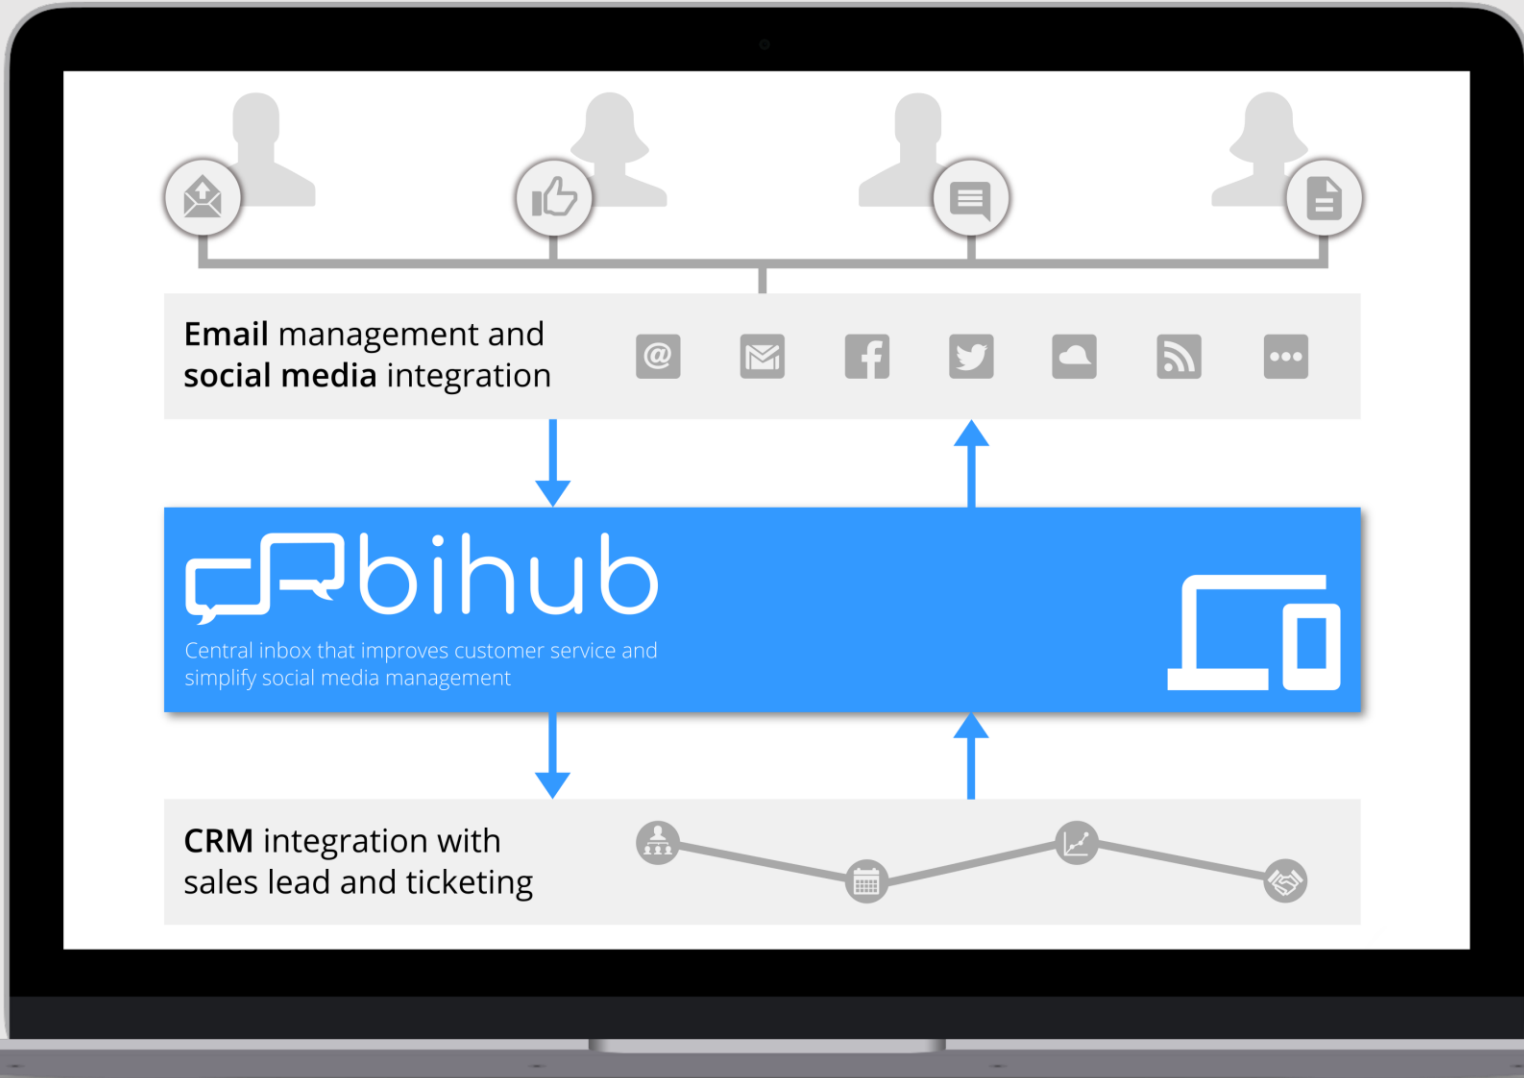 Email management and
social media integration
@
bihub
Central inbox that improves customer service and
simplify social media management
CRM integration with
sales lead and ticketing